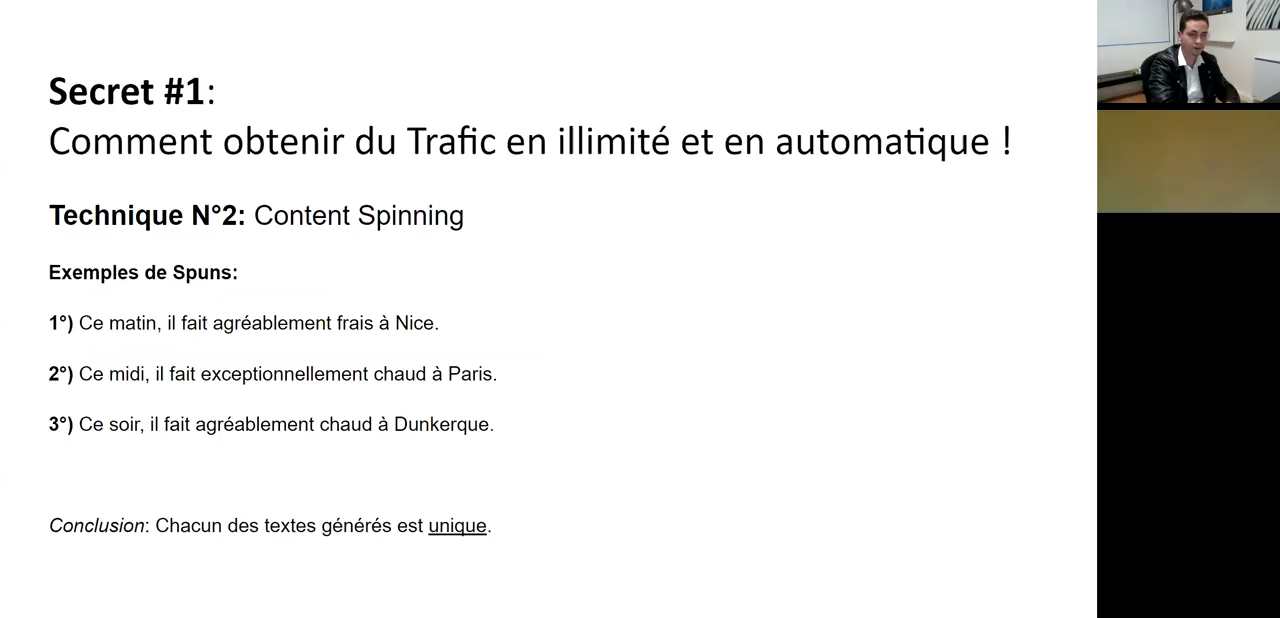 Secret #1:
Comment obtenir du Trafic en illimité et en automatique !
Technique N°2: Content Spinning
Exemples de Spuns:
1°) Ce matin, il fait agréablement frais à Nice.
2°) Ce midi, il fait exceptionnellement chaud à Paris.
3°) Ce soir, il fait agréablement chaud à Dunkerque.
Conclusion: Chacun des textes générés est unique.